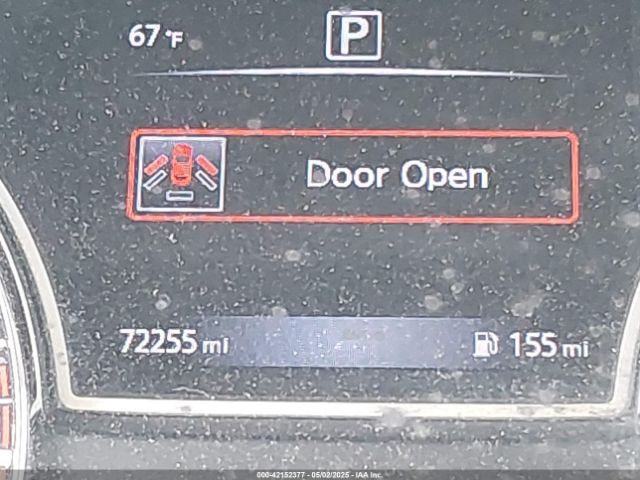 67°F P
Door Open
72255 mi 155 mi
000-42152377 - 05/02/2025 - IAA Inc.